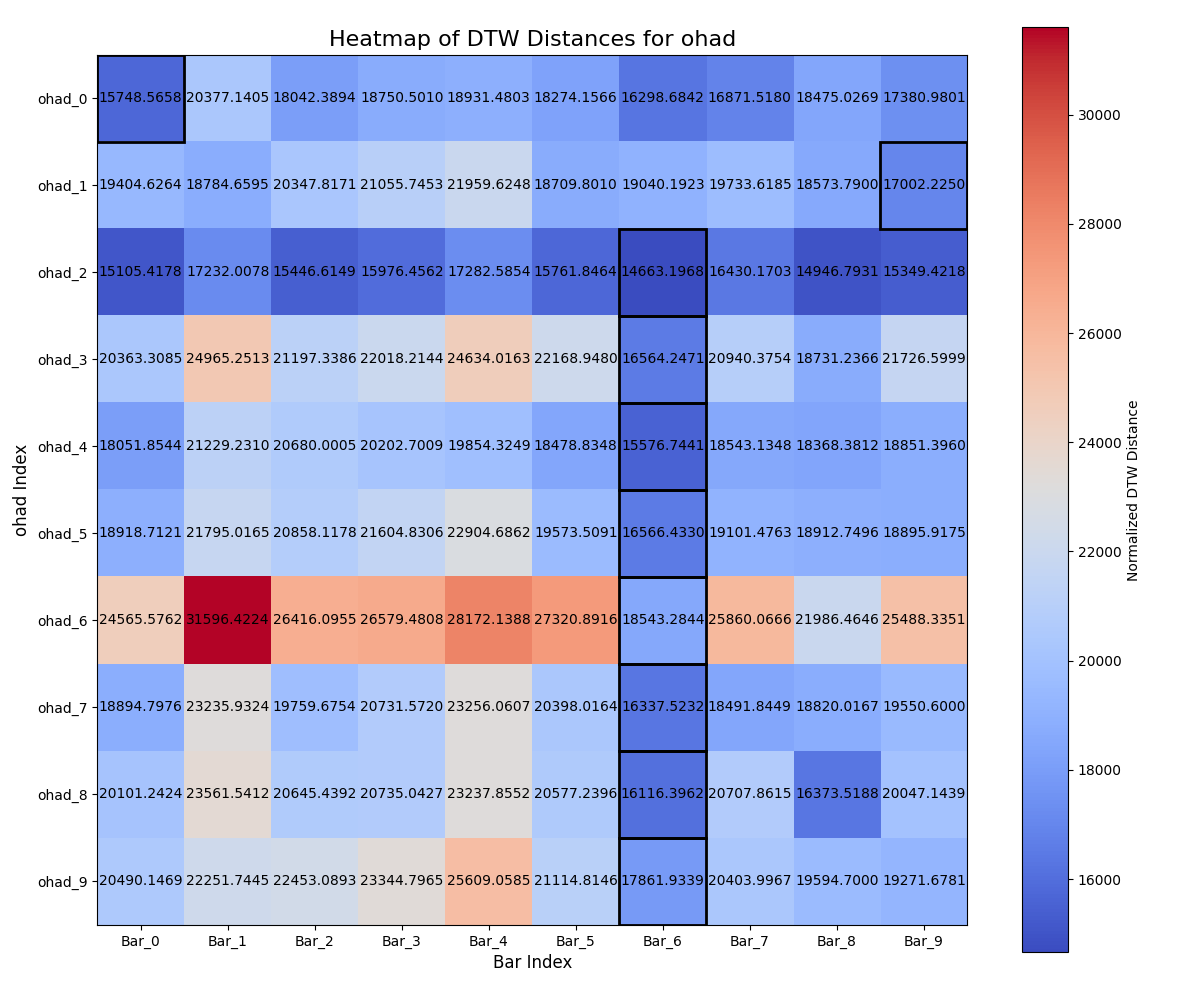 Heatmap of DTW Distances for ohad
ohad_0 15748.5658 20377.1405 18042.3894 18750.5010 18931.4803 18274.1566 16298.6842 16871.5180 18475.0269 17380.9801
ohad_1 19404.6264 18784.6595 20347.8171 21055.7453 21959.6248 18709.8010 19040.1923 19733.6185 18573.7900 17002.2250
ohad_2 15105.4178 17232.0078 15446.6149 15976.4562 17282.5854 15761.8464 14663.1968 16430.1703 14946.7931 15349.4218
ohad_3 20363.3085 24965.2513 21197.3386 22018.2144 24634.0163 22168.9480 16564.2471 20940.3754 18731.2366 21726.5999
ohad_4 18051.8544 21229.2310 20680.0005 20202.7009 19854.3249 18478.8348 15576.7441 18543.1348 18368.3812 18851.3960
ohad_5 18918.7121 21795.0165 20858.1178 21604.8306 22904.6862 19573.5091 16566.4330 19101.4763 18912.7496 18895.9175
ohad_6 24565.5762 31596.4224 26416.0955 26579.4808 28172.1388 27320.8916 18543.2844 25860.0666 21986.4646 25488.3351
ohad_7 18894.7976 23235.9324 19759.6754 20731.5720 23256.0607 20398.0164 16337.5232 18491.8449 18820.0167 19550.6000
ohad_8 20101.2424 23561.5412 20645.4392 20735.0427 23237.8552 20577.2396 16116.3962 20707.8615 16373.5188 20047.1439
ohad_9 20490.1469 22251.7445 22453.0893 23344.7965 25609.0585 21114.8146 17861.9339 20403.9967 19594.7000 19271.6781
Bar_0 Bar_1 Bar_2 Bar_3 Bar_4 Bar_5 Bar_6 Bar_7 Bar_8 Bar_9
Bar Index
ohad Index
30000
28000
26000
24000
22000
20000
18000
16000
Normalized DTW Distance